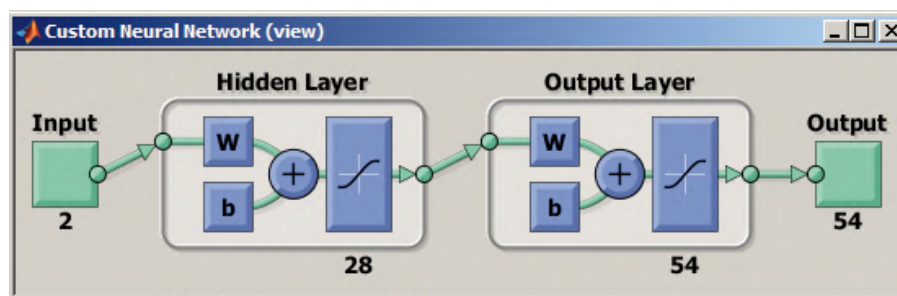 Custom Neural Network (view)
Hidden Layer
Output Layer
Input
Output
W
b
+
W
b
+
2
28
54
54